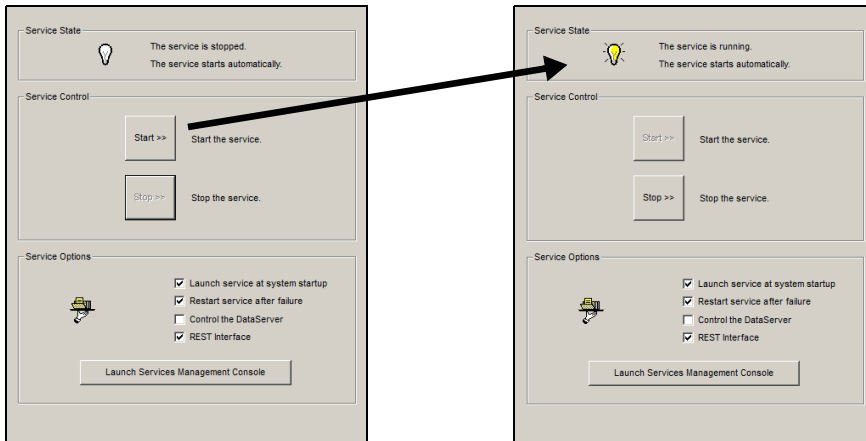 Service State
The service is stopped.
The service starts automatically.
Service Control
Start >>
Start the service.
Stop >>
Stop the service.
Service Options
Launch service at system startup
Restart service after failure
Control the DataServer
REST Interface
Launch Services Management Console
Service State
The service is running.
The service starts automatically.
Service Control
Start >>
Start the service.
Stop >>
Stop the service.
Service Options
Launch service at system startup
Restart service after failure
Control the DataServer
REST Interface
Launch Services Management Console